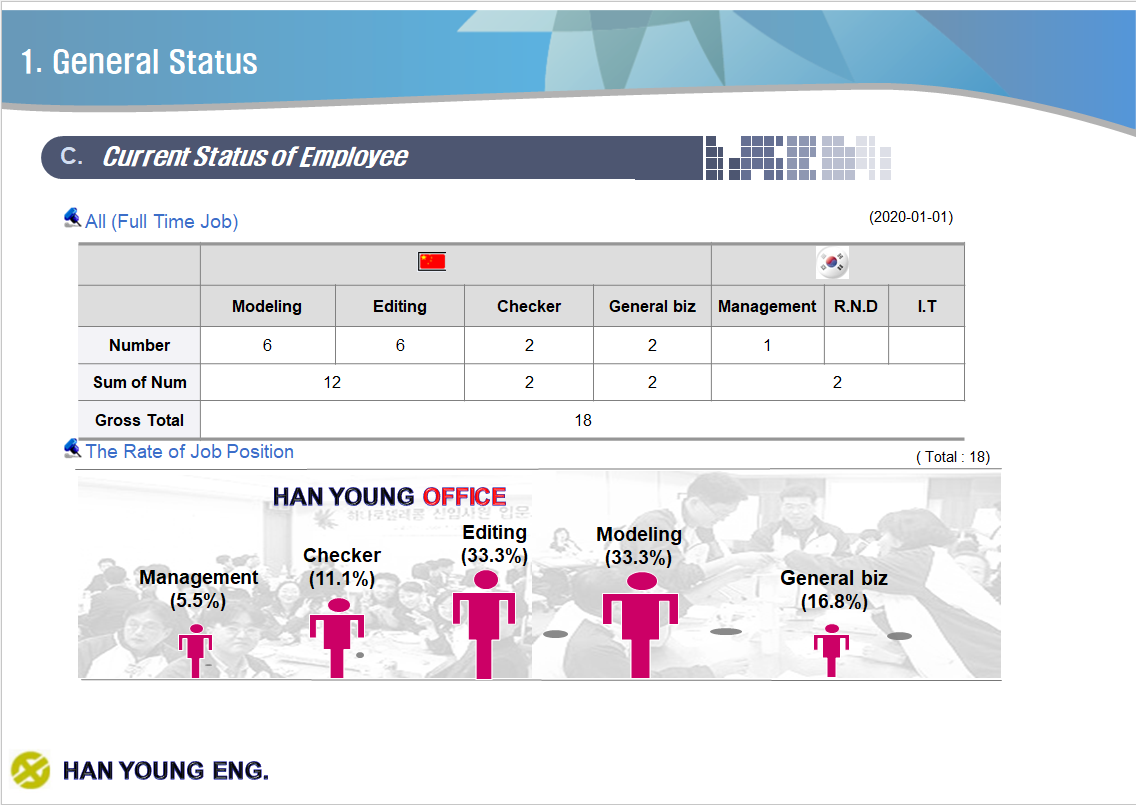 1. General Status
C. Current Status of Employee
All (Full Time Job)
(2020-01-01)
Modeling Editing Checker General biz Management R.N.D I.T
Number 6 6 2 2 1
Sum of Num 12 2 2 2
Gross Total 18
The Rate of Job Position
( Total : 18)
HAN YOUNG OFFICE
Editing
(33.3%)
Modeling
(33.3%)
Checker
(11.1%)
Management
(5.5%)
General biz
(16.8%)
HAN YOUNG ENG.